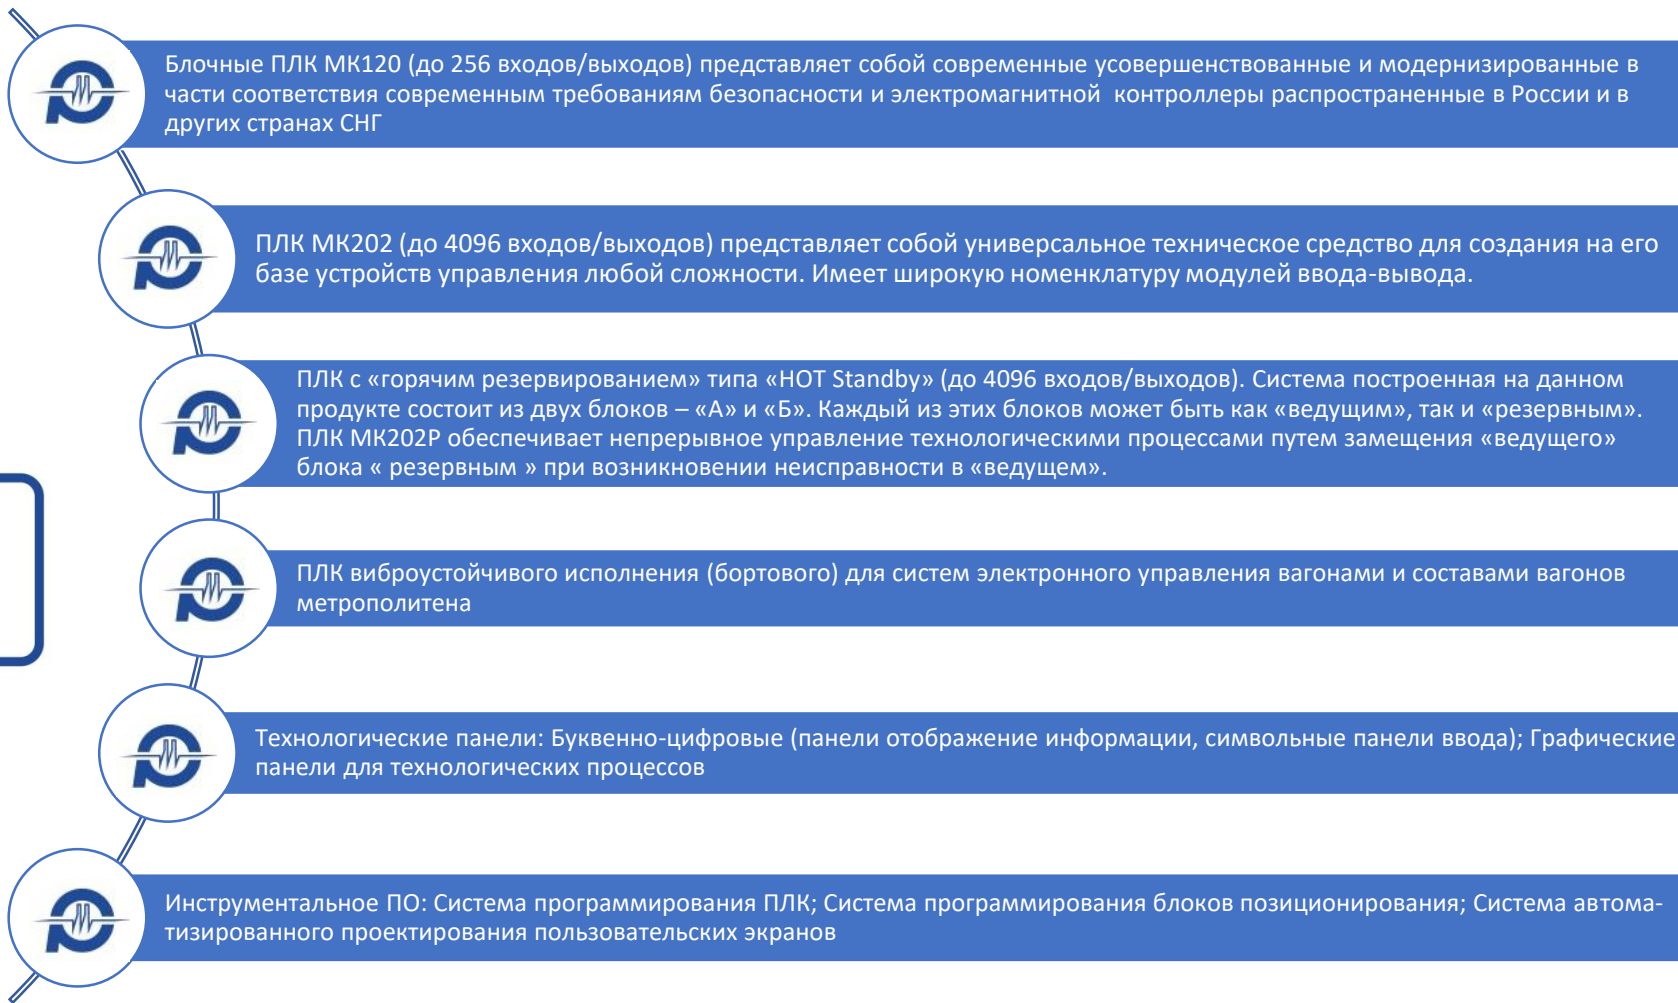 Блочные ПЛК МК120 (до 256 входов/выходов) представляет собой современные усовершенствованные и модернизированные в
части соответствия современным требованиям безопасности и электромагнитной  контроллеры распространенные в России и в
других странах СНГ
ПЛК МК202 (до 4096 входов/выходов) представляет собой универсальное техническое средство для создания на его
базе устройств управления любой сложности. Имеет широкую номенклатуру модулей ввода-вывода.
ПЛК с «горячим резервированием» типа «HOT Standby» (до 4096 входов/выходов). Система построенная на данном
продукте состоит из двух блоков – «А» и «Б». Каждый из этих блоков может быть как «ведущим», так и «резервным».
ПЛК МК202Р обеспечивает непрерывное управление технологическими процессами путем замещения «ведущего»
блока « резервным » при возникновении неисправности в «ведущем».
ПЛК виброустойчивого исполнения (бортового) для систем электронного управления вагонами и составами вагонов
метрополитена
Технологические панели: Буквенно-цифровые (панели отображение информации, символьные панели ввода); Графические
панели для технологических процессов
Инструментальное ПО: Система программирования ПЛК; Система программирования блоков позиционирования; Система автома-
тизированного проектирования пользовательских экранов